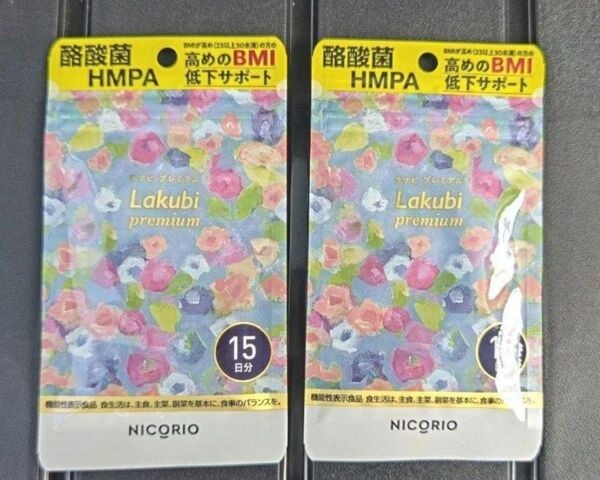 酪酸菌
HMPA
BMIが高め(23以上30未満)の方の
高めのBMI
低下サポート
ラクビ プレミアム
Lakubi
premium
15
日分
機能性表示食品 食生活は、主食、主菜、副菜を基本に、食事のバランスを。
NICORIO
酪酸菌
HMPA
BMIが高め(23以上30未満)の方の
高めのBMI
低下サポート
ラクビ プレミアム
Lakubi
premium
機能性表示食品 食生活は、主食、主菜、副菜を基本に、食事のバランスを。
NICORIO